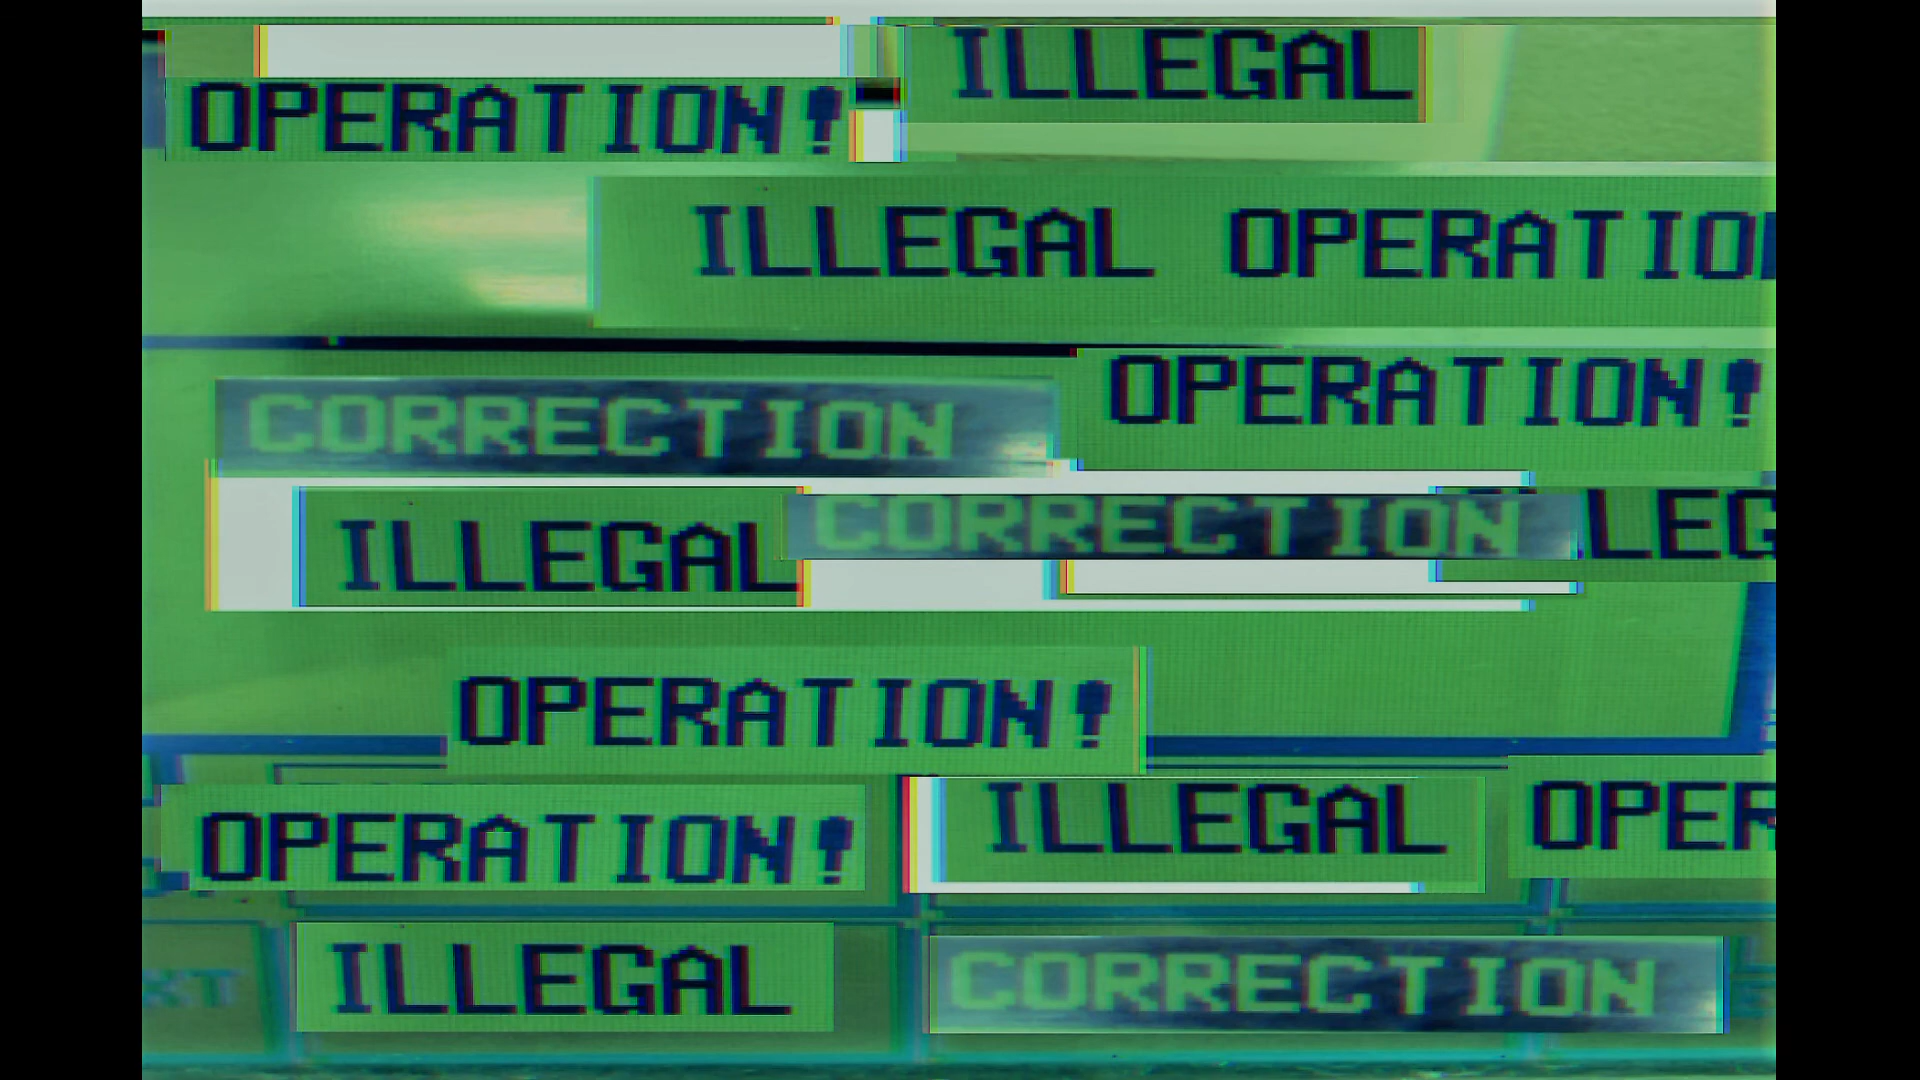 ILLEGAL
OPERATION!
ILLEGAL OPERATIO
OPERATION!
CORRECTION
ILLEGAL CORRECTION LEG
OPERATION!
OPERATION! ILLEGAL OPER
ILLEGAL CORRECTION